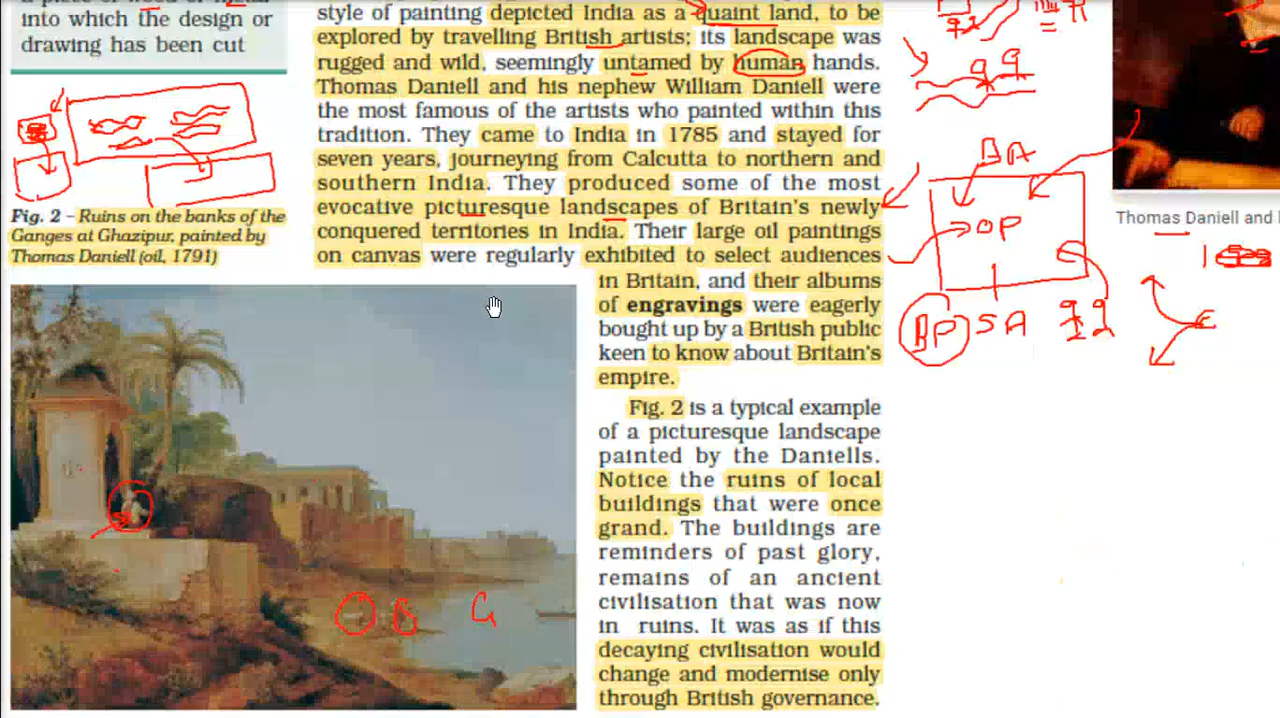 a piece of wood or metal
into which the design or
drawing has been cut
style of painting depicted India as a quaint land, to be
explored by travelling British artists; its landscape was
rugged and wild, seemingly untamed by human hands.
Thomas Daniell and his nephew William Daniell were
the most famous of the artists who painted within this
tradition. They came to India in 1785 and stayed for
seven years, journeying from Calcutta to northern and
southern India. They produced some of the most
evocative picturesque landscapes of Britain's newly
conquered territories in India. Their large oil paintings
on canvas were regularly exhibited to select audiences
in Britain, and their albums
of engravings were eagerly
bought up by a British public
keen to know about Britain's
empire.
Fig. 2 – Ruins on the banks of the
Ganges at Ghazipur, painted by
Thomas Daniell (oil, 1791)
Fig. 2 is a typical example
of a picturesque landscape
painted by the Daniells.
Notice the ruins of local
buildings that were once
grand. The buildings are
reminders of past glory,
remains of an ancient
civilisation that was now
in ruins. It was as if this
decaying civilisation would
change and modernise only
through British governance.
BA
OP
BP SA
Thomas Daniell and